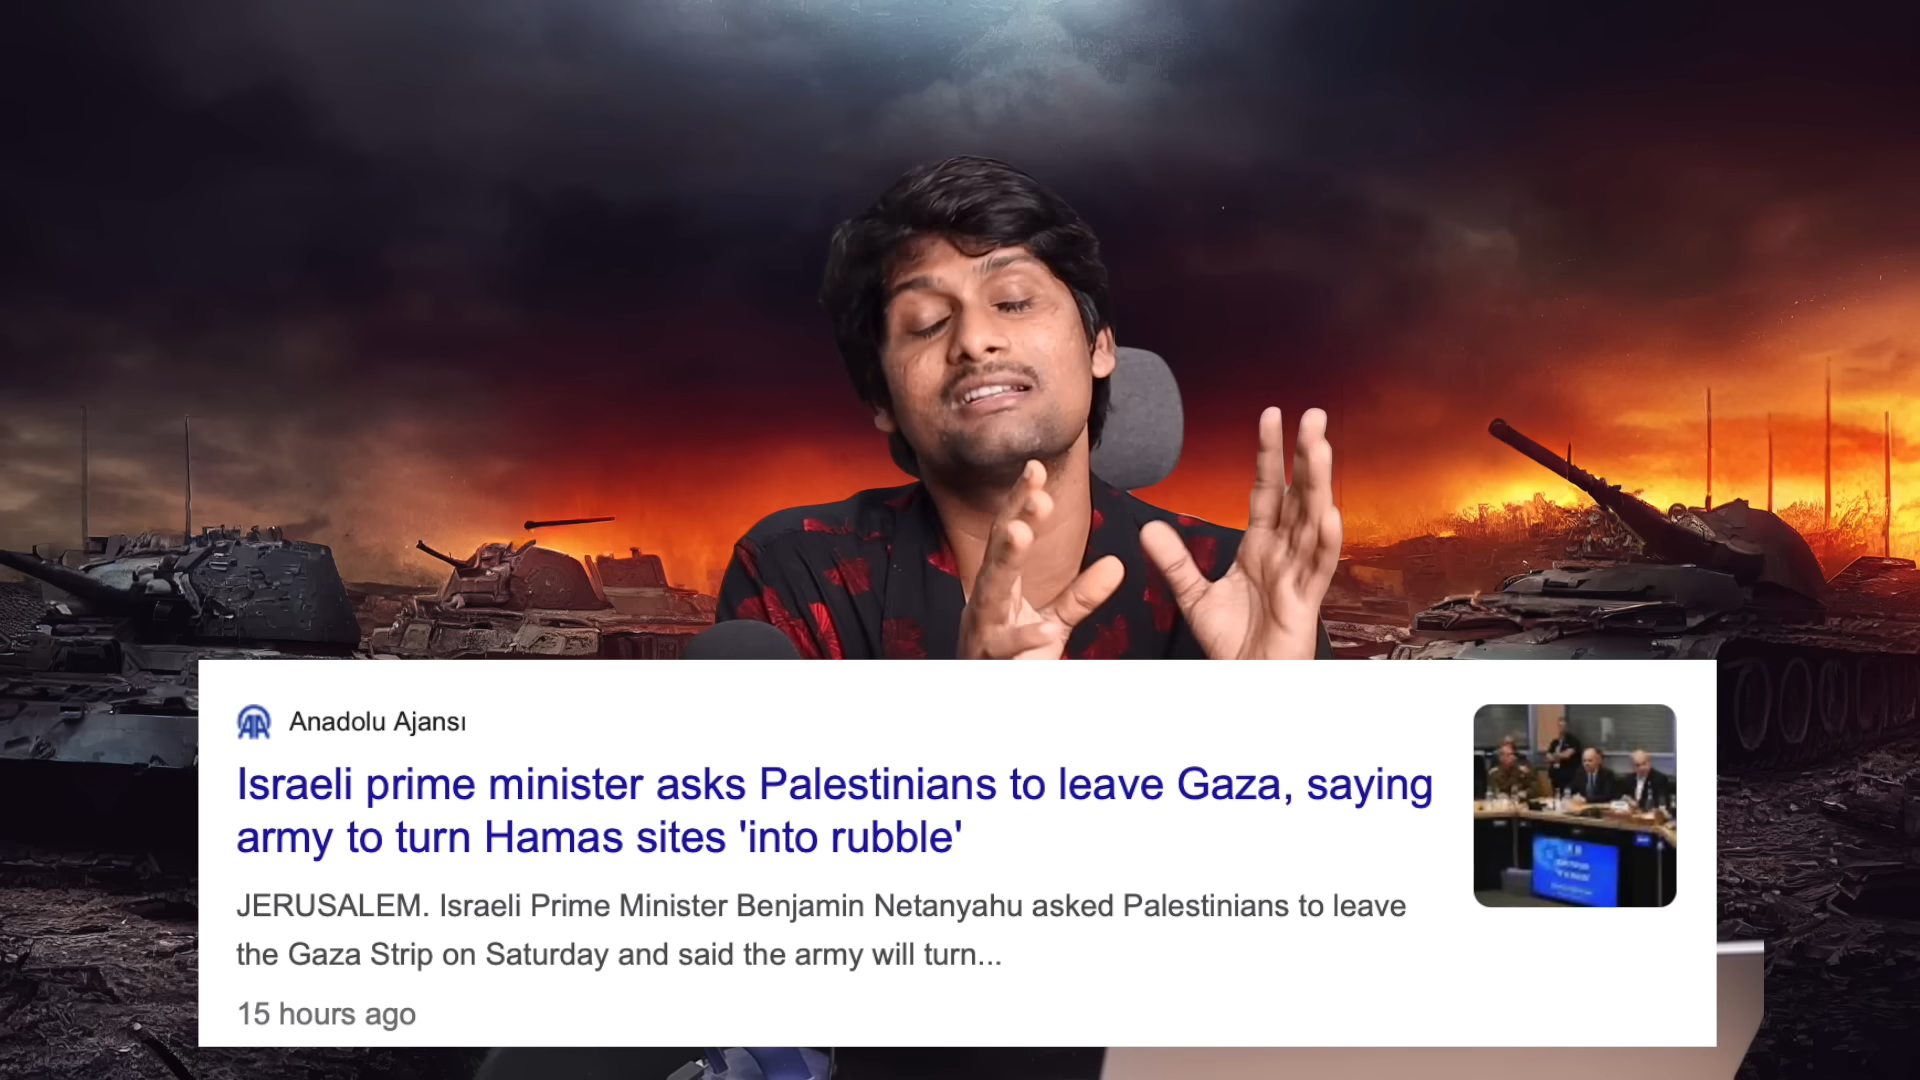 Anadolu Ajansı
Israeli prime minister asks Palestinians to leave Gaza, saying
army to turn Hamas sites 'into rubble'
JERUSALEM. Israeli Prime Minister Benjamin Netanyahu asked Palestinians to leave
the Gaza Strip on Saturday and said the army will turn...
15 hours ago